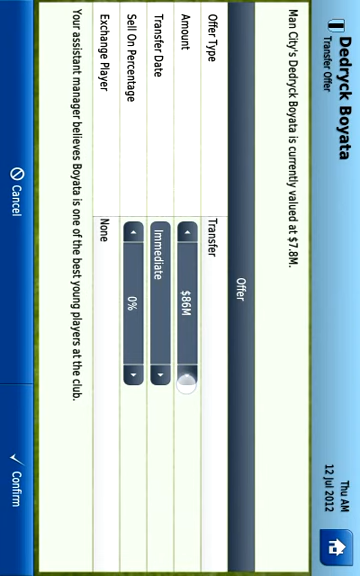 Dedryck Boyata
Transfer Offer
Thu AM
12 Jul 2012
Man City's Dedryck Boyata is currently valued at $7.8M.
Offer
Offer Type Transfer
Amount $86M
Transfer Date Immediate
Sell On Percentage 0%
Exchange Player None
Your assistant manager believes Boyata is one of the best young players at the club.
Cancel Confirm